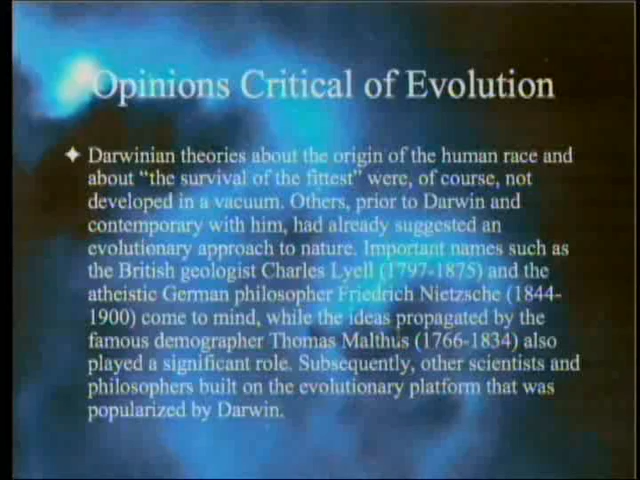 Opinions Critical of Evolution
✦ Darwinian theories about the origin of the human race and
about “the survival of the fittest” were, of course, not
developed in a vacuum. Others, prior to Darwin and
contemporary with him, had already suggested an
evolutionary approach to nature. Important names such as
the British geologist Charles Lyell (1797-1875) and the
atheistic German philosopher Friedrich Nietzsche (1844-
1900) come to mind, while the ideas propagated by the
famous demographer Thomas Malthus (1766-1834) also
played a significant role. Subsequently, other scientists and
philosophers built on the evolutionary platform that was
popularized by Darwin.